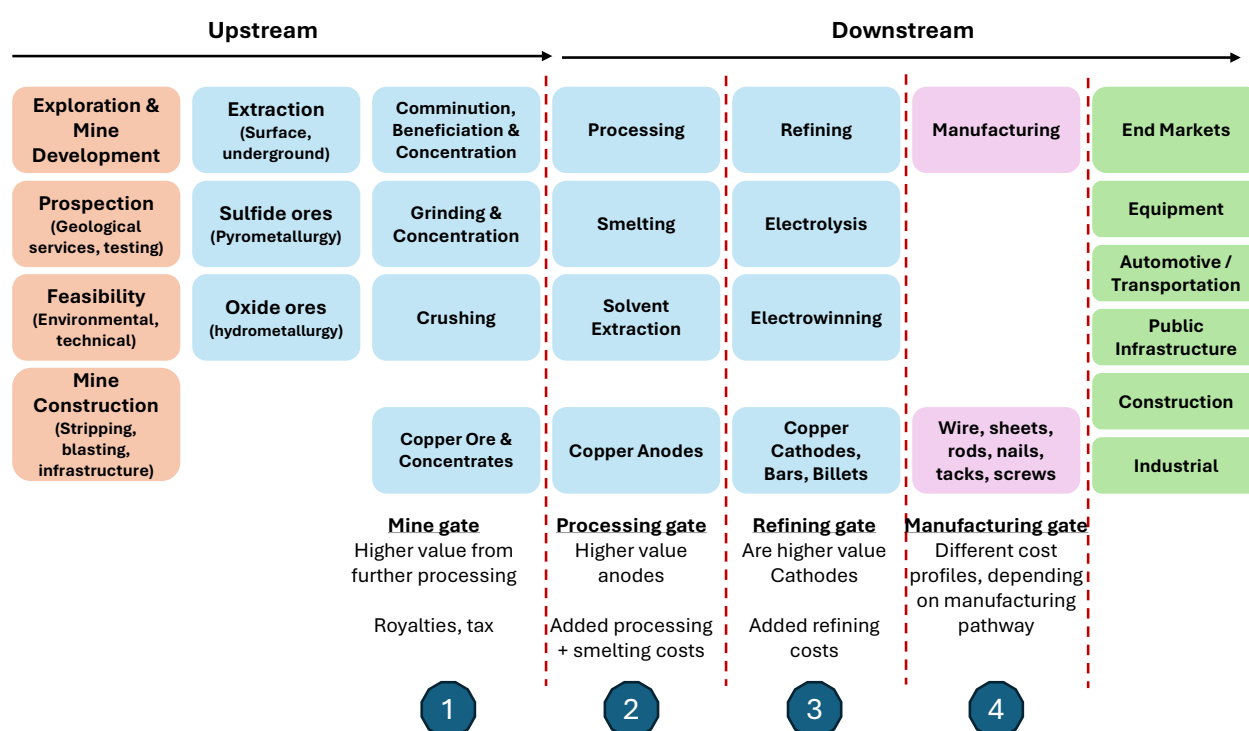 Upstream
Downstream
Exploration &
Mine
Development
Extraction
(Surface,
underground)
Comminution,
Beneficiation &
Concentration
Processing
Refining
Manufacturing
End Markets
Prospection
(Geological
services, testing)
Sulfide ores
(Pyrometallurgy)
Grinding &
Concentration
Smelting
Electrolysis
Equipment
Feasibility
(Environmental,
technical)
Oxide ores
(hydrometallurgy)
Crushing
Solvent
Extraction
Electrowinning
Automotive /
Transportation
Public
Infrastructure
Mine
Construction
(Stripping,
blasting,
infrastructure)
Copper Ore &
Concentrates
Copper Anodes
Copper
Cathodes,
Bars, Billets
Wire, sheets,
rods, nails,
tacks, screws
Construction
Industrial
Mine gate
Higher value from
further processing
Royalties, tax
Processing gate
Higher value
anodes
Added processing
+ smelting costs
Refining gate
Are higher value
Cathodes
Added refining
costs
Manufacturing gate
Different cost
profiles, depending
on manufacturing
pathway
1
2
3
4